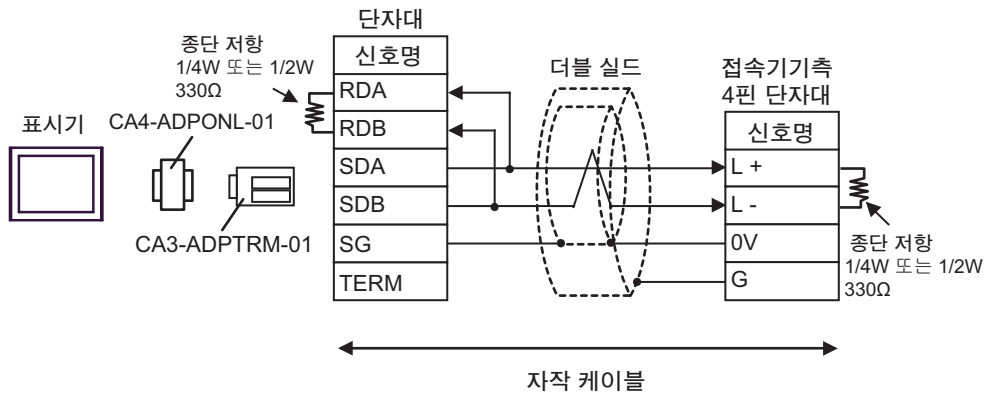 단자대
종단 저항
1/4W 또는 1/2W
330Ω
표시기
CA4-ADPONL-01
CA3-ADPTRM-01
신호명
RDA
RDB
SDA
SDB
SG
TERM
더블 실드
접속기기측
4핀 단자대
신호명
L +
L -
0V
G
종단 저항
1/4W 또는 1/2W
330Ω
자작 케이블